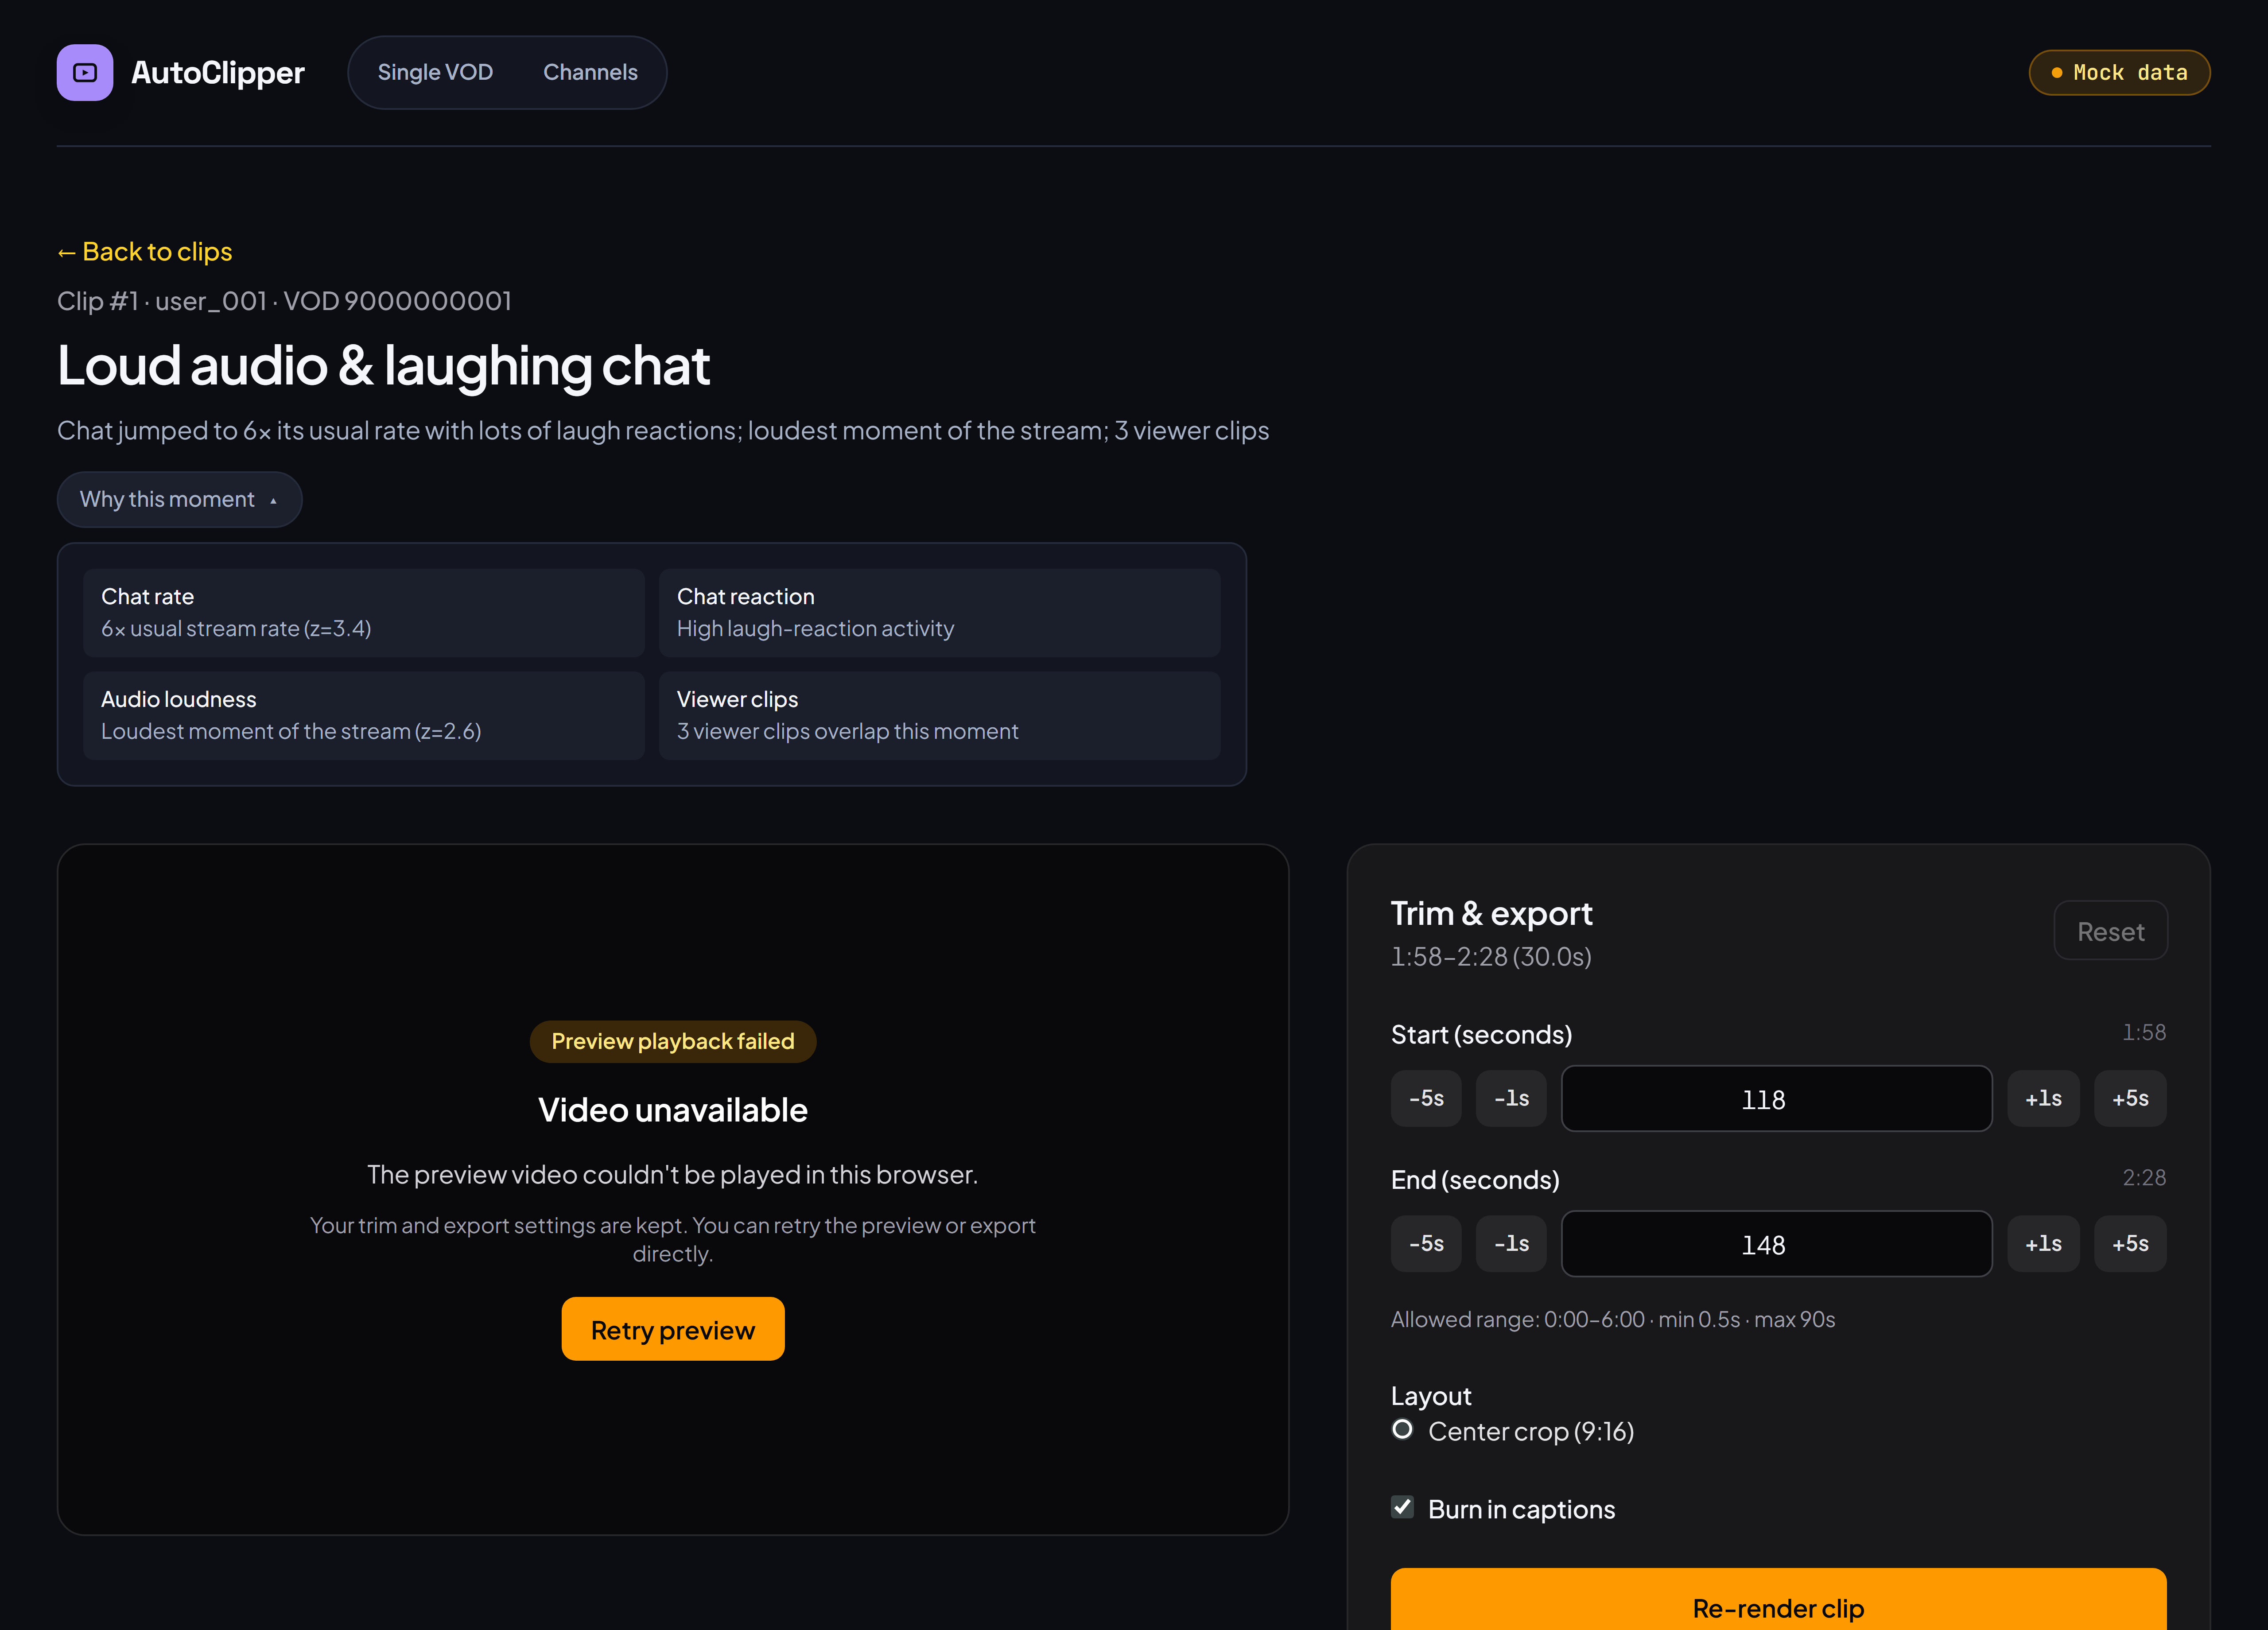 AutoClipper
Single VOD
Channels
Mock data
← Back to clips
Clip #1 · user_001 · VOD 9000000001
Loud audio & laughing chat
Chat jumped to 6× its usual rate with lots of laugh reactions; loudest moment of the stream; 3 viewer clips
Why this moment ▴
Chat rate
6× usual stream rate (z=3.4)
Chat reaction
High laugh-reaction activity
Audio loudness
Loudest moment of the stream (z=2.6)
Viewer clips
3 viewer clips overlap this moment
Preview playback failed
Video unavailable
The preview video couldn't be played in this browser.
Your trim and export settings are kept. You can retry the preview or export
directly.
Retry preview
Trim & export
1:58–2:28 (30.0s)
Reset
Start (seconds)
1:58
-5s
-1s
118
+1s
+5s
End (seconds)
2:28
-5s
-1s
148
+1s
+5s
Allowed range: 0:00–6:00 · min 0.5s · max 90s
Layout
Center crop (9:16)
Burn in captions
Re-render clip